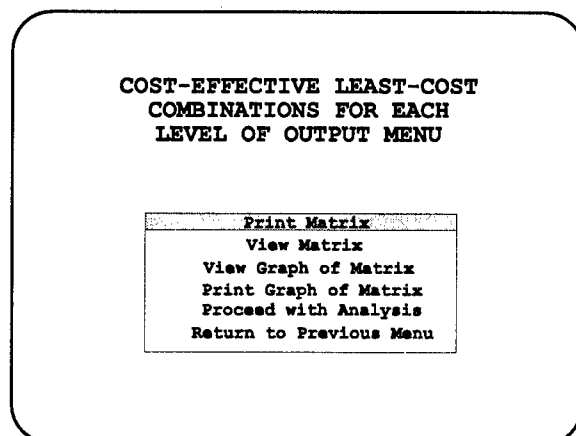 COST-EFFECTIVE LEAST-COST
COMBINATIONS FOR EACH
LEVEL OF OUTPUT MENU
Print Matrix
View Matrix
View Graph of Matrix
Print Graph of Matrix
Proceed with Analysis
Return to Previous Menu